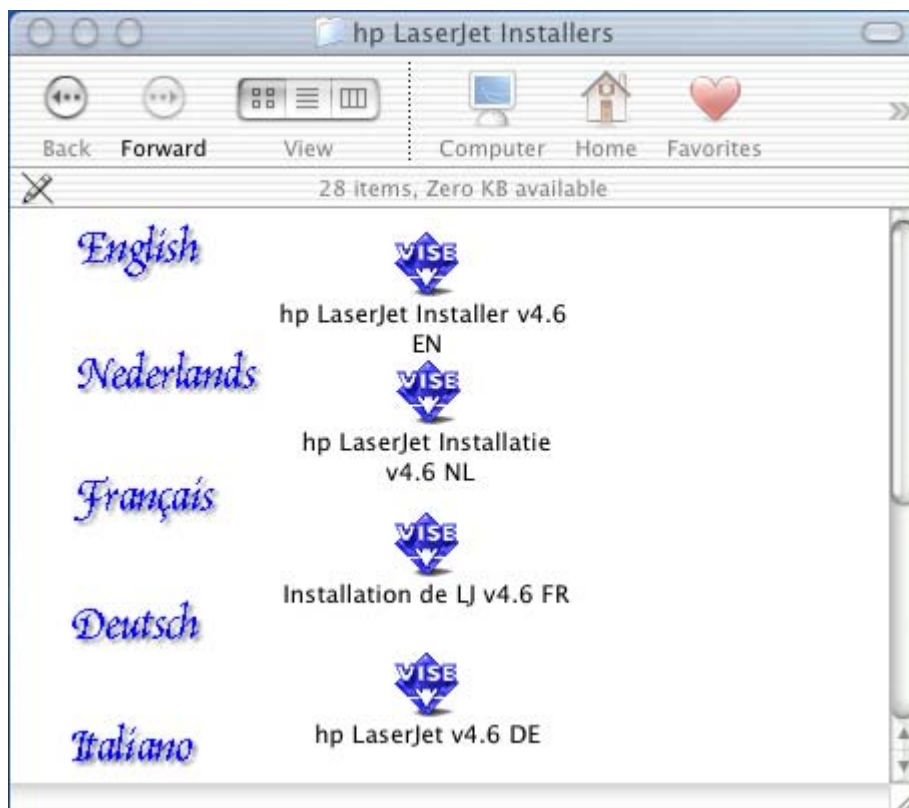 hp LaserJet Installers
Back Forward View Computer Home Favorites
28 items, Zero KB available
English
VISE
hp LaserJet Installer v4.6
EN
Nederlands
VISE
hp LaserJet Installatie
v4.6 NL
Français
VISE
Installation de LJ v4.6 FR
Deutsch
VISE
hp LaserJet v4.6 DE
Italiano